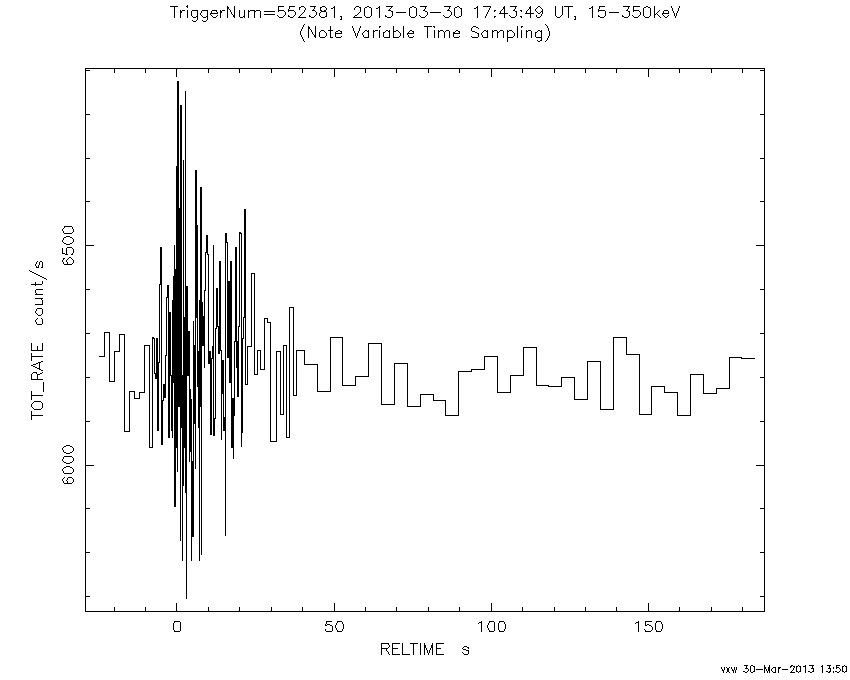 TriggerNum=552381, 2013-03-30 17:43:49 UT, 15-350keV
(Note Variable Time Sampling)
TOT_RATE count/s
6500
6000
0 50 100 150
RELTIME s
vxw 30-Mar-2013 13:50